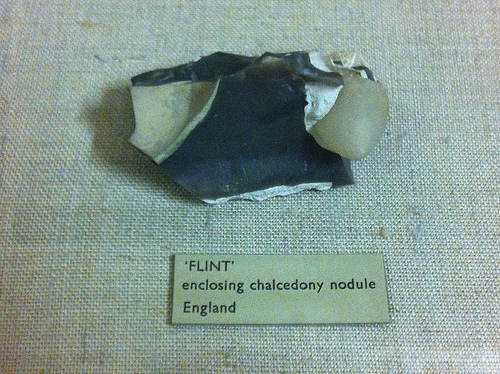 'FLINT'
enclosing chalcedony nodule
England